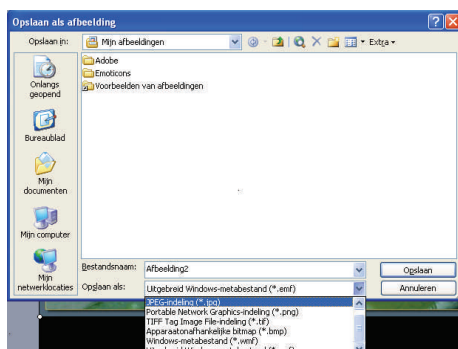 Opslaan als afbeelding
Opslaan in:
Mijn afbeeldingen
Extra
Adobe
Emoticons
Voorbeelden van afbeeldingen
Onlangs
geopend
Bureaublad
Mijn
documenten
Mijn computer
Mijn
netwerklocaties
Bestandsnaam:
Afbeelding2
Opslaan
Opslaan als:
Uitgebreid Windows-metabestand (*.emf)
Annuleren
JPEG-indeling (*.jpg)
Portable Network Graphics-indeling (*.png)
TIFF Tag Image File-indeling (*.tif)
Apparaatonafhankelijke bitmap (*.bmp)
Windows-metabestand (*.wmf)